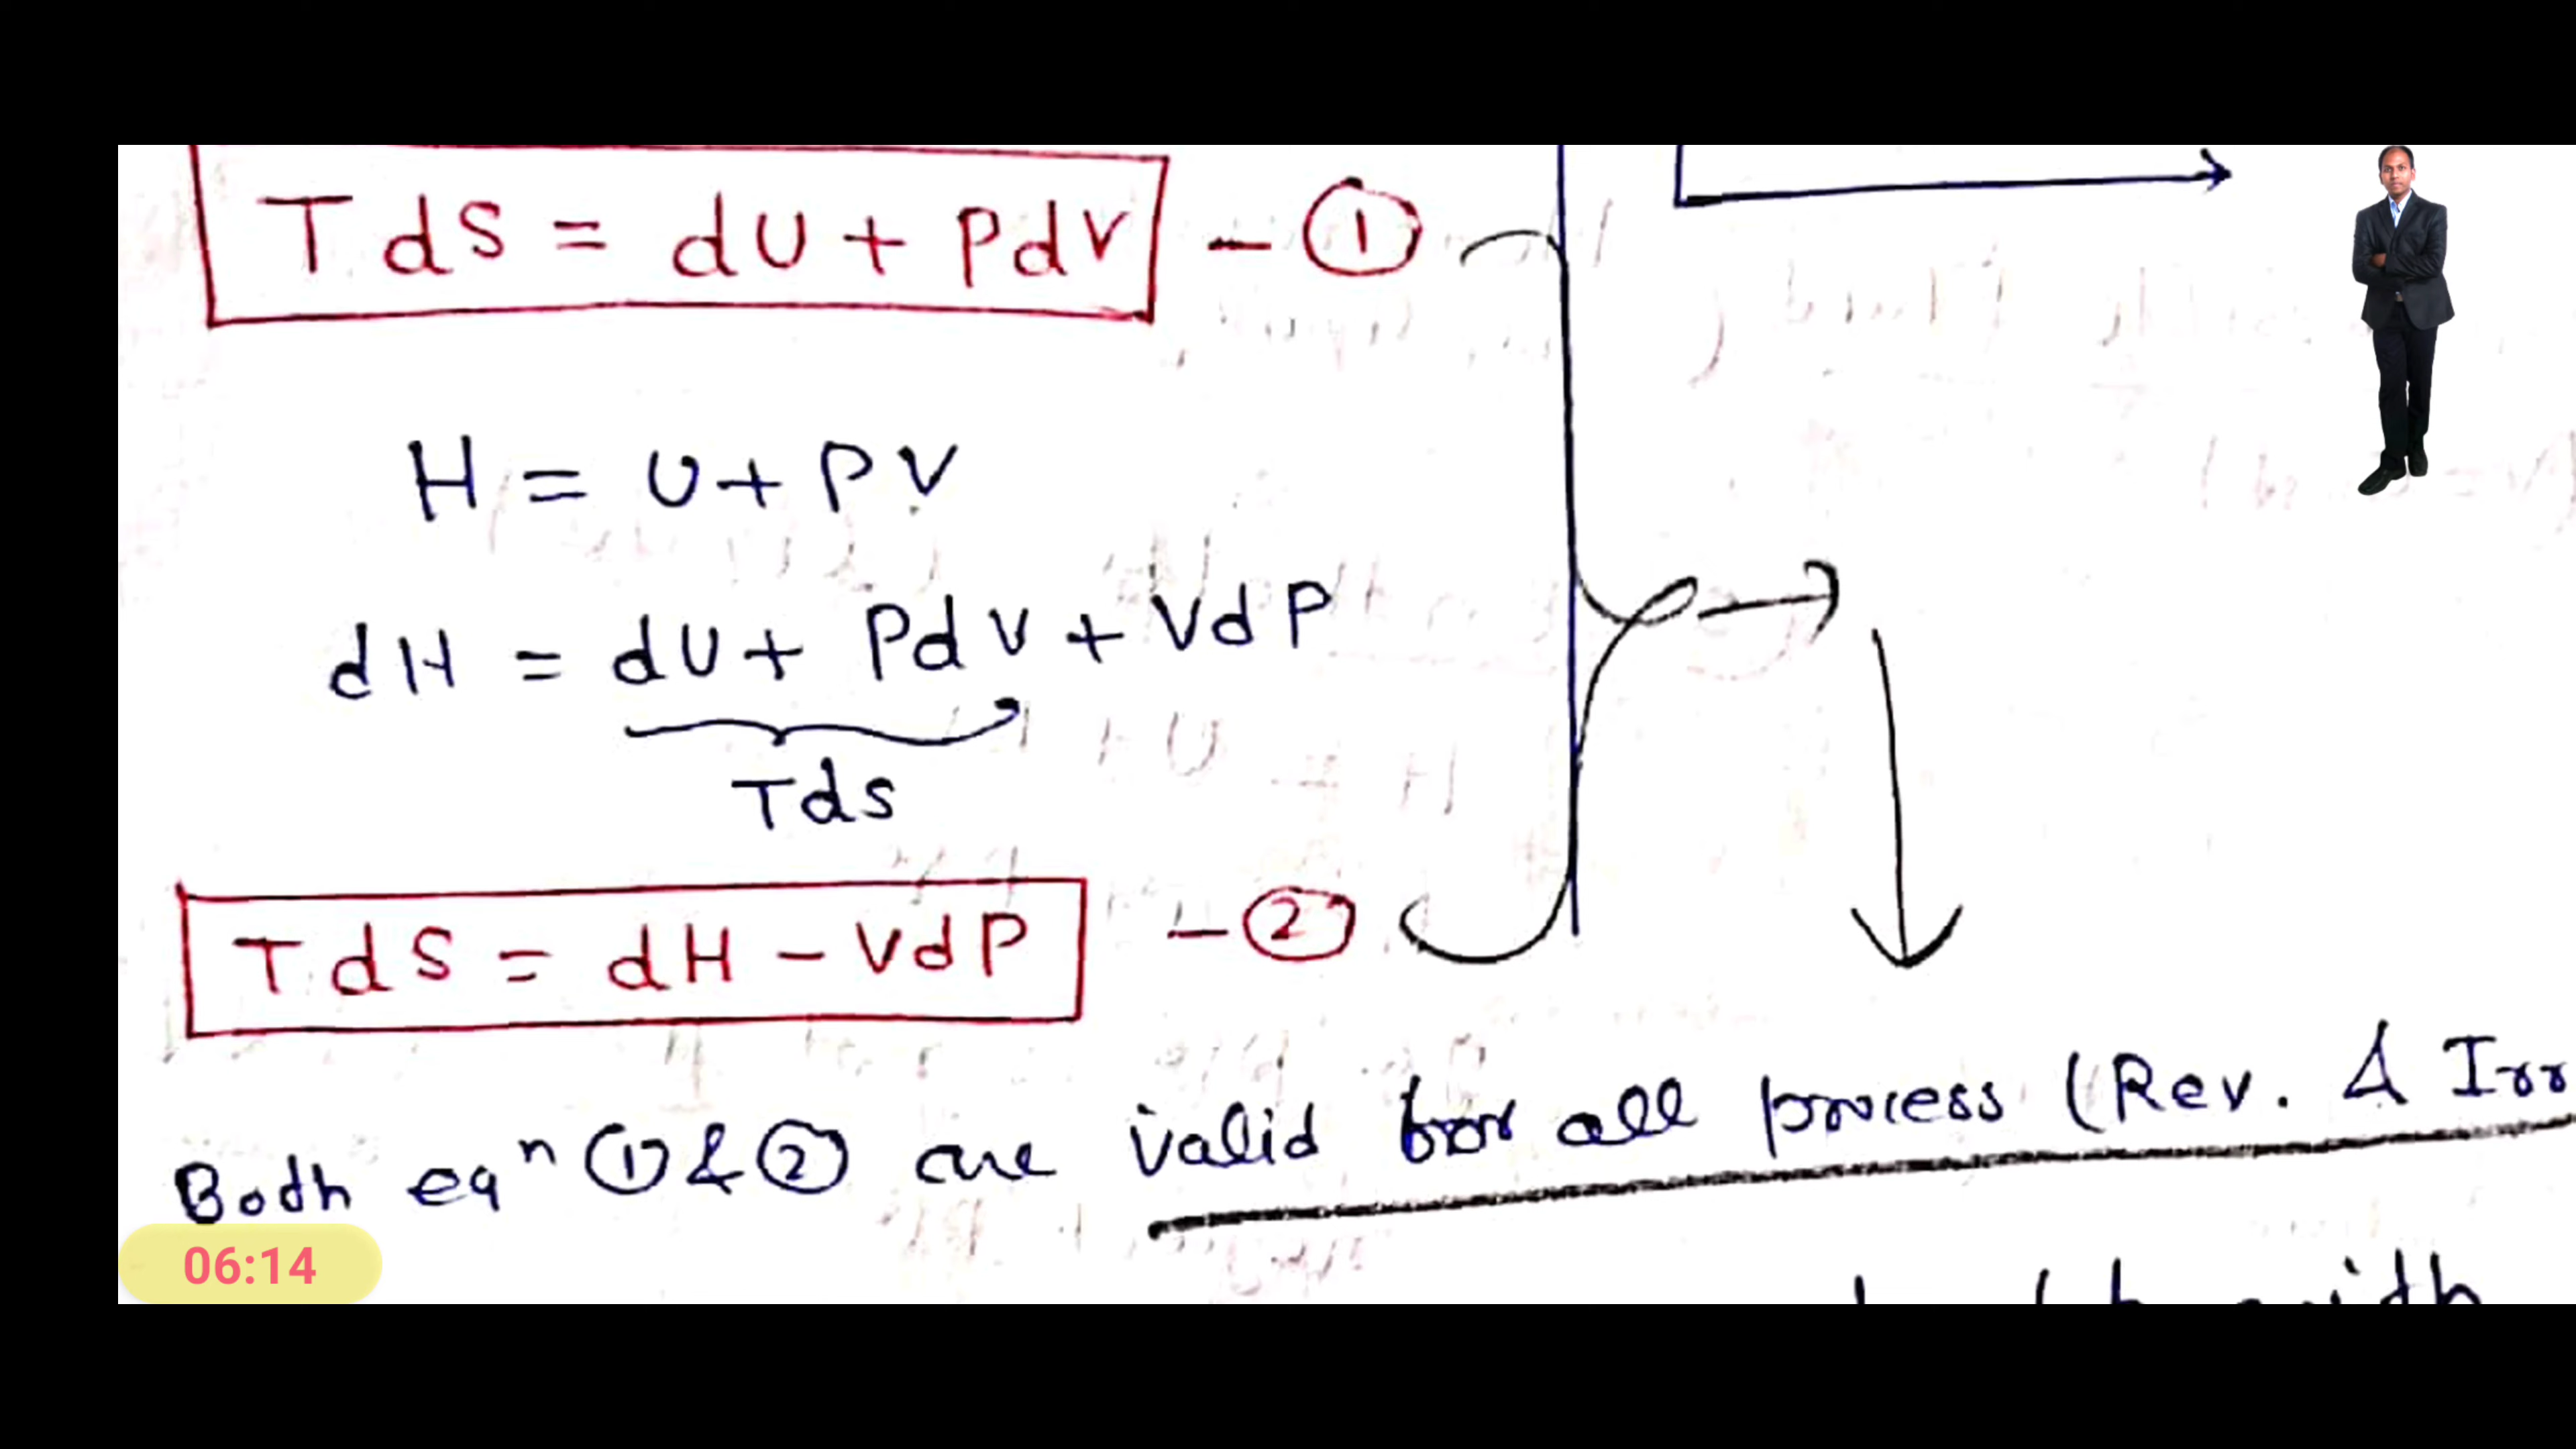 TdS = dU + PdV - ①
H = U + PV
dH = dU + PdV + VdP
Tds
TdS = dH - VdP - ②
Both eqⁿ ① & ② are valid for all process (Rev. & Irr
with
06:14